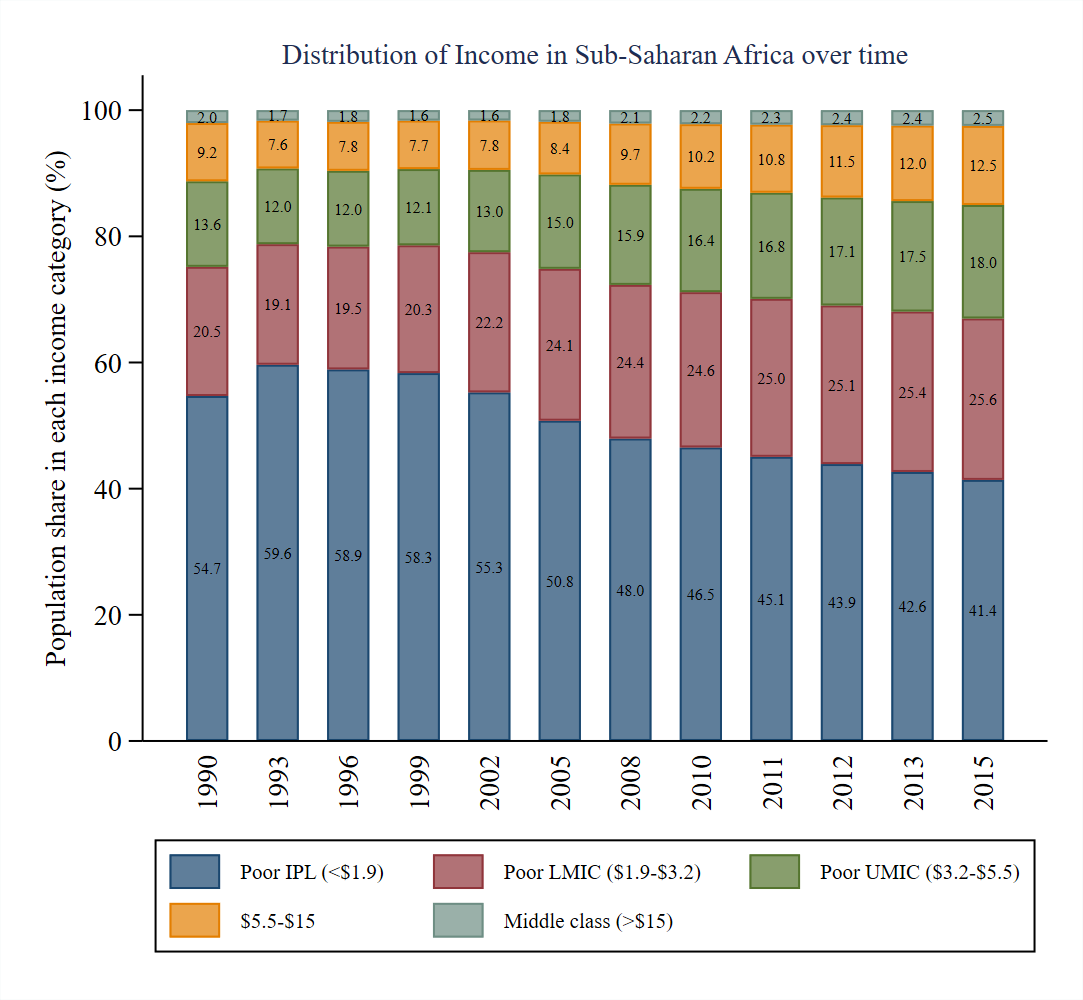 Distribution of Income in Sub-Saharan Africa over time
Population share in each income category (%)
100
80
60
40
20
0
2.0 1.7 1.8 1.6 1.6 1.8 2.1 2.2 2.3 2.4 2.4 2.5
9.2 7.6 7.8 7.7 7.8 8.4 9.7 10.2 10.8 11.5 12.0 12.5
13.6 12.0 12.0 12.1 13.0 15.0 15.9 16.4 16.8 17.1 17.5 18.0
20.5 19.1 19.5 20.3 22.2 24.1 24.4 24.6 25.0 25.1 25.4 25.6
54.7 59.6 58.9 58.3 55.3 50.8 48.0 46.5 45.1 43.9 42.6 41.4
1990 1993 1996 1999 2002 2005 2008 2010 2011 2012 2013 2015
Poor IPL (<$1.9) Poor LMIC ($1.9-$3.2) Poor UMIC ($3.2-$5.5)
$5.5-$15 Middle class (>$15)